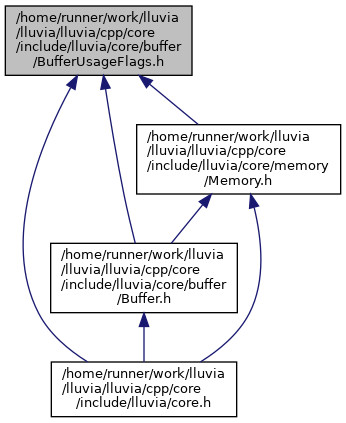 /home/runner/work/lluvia
/lluvia/lluvia/cpp/core
/include/lluvia/core/buffer
/BufferUsageFlags.h
/home/runner/work/lluvia
/lluvia/lluvia/cpp/core
/include/lluvia/core/memory
/Memory.h
/home/runner/work/lluvia
/lluvia/lluvia/cpp/core
/include/lluvia/core/buffer
/Buffer.h
/home/runner/work/lluvia
/lluvia/lluvia/cpp/core
/include/lluvia/core.h